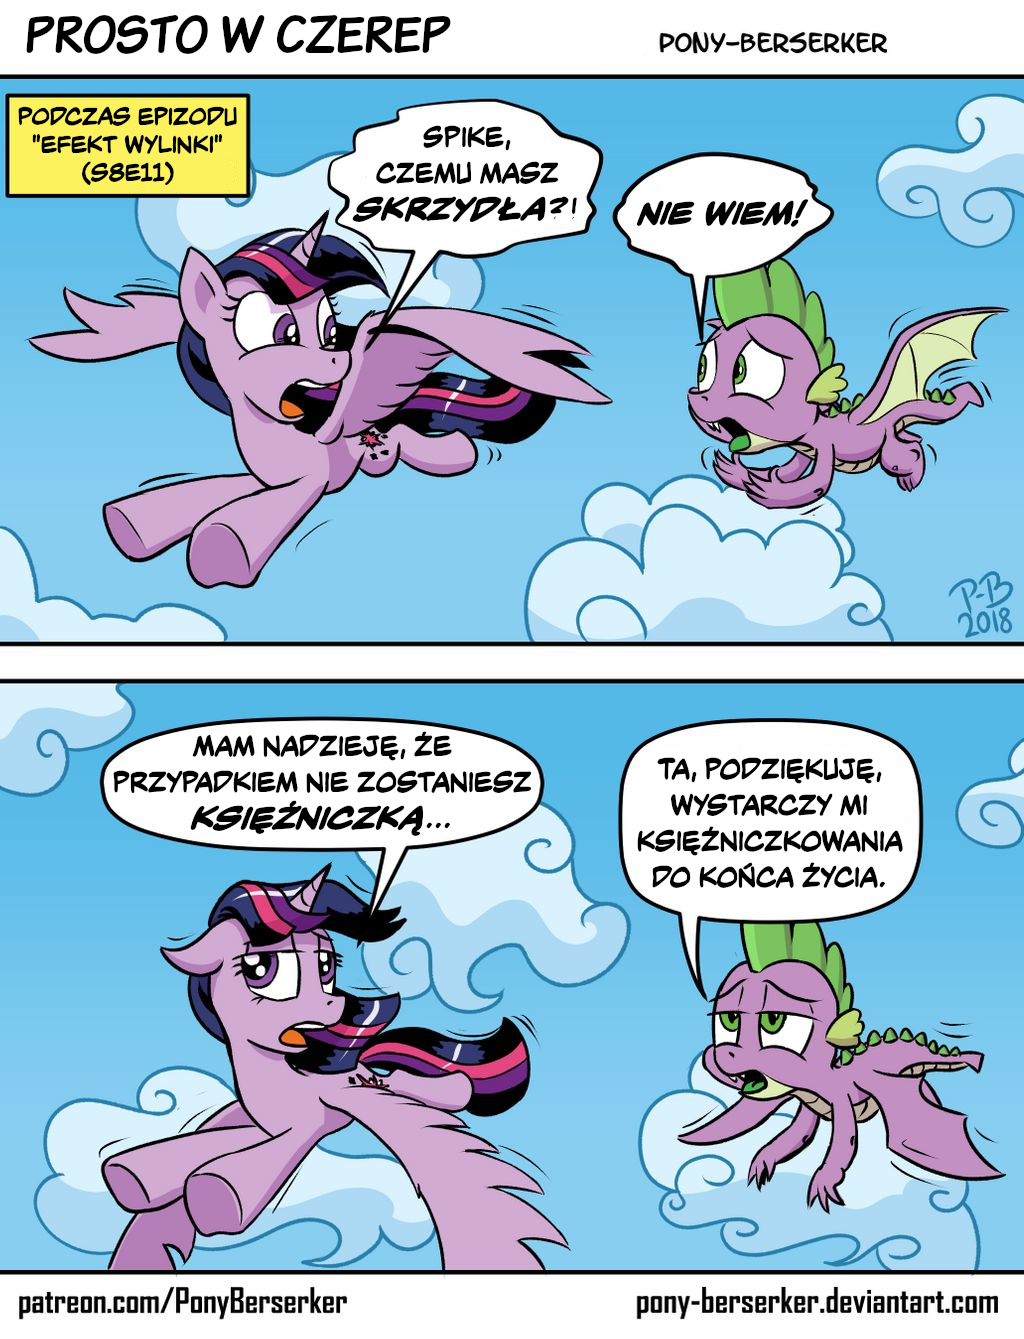 PROSTO W CZEREP
PONY-BERSERKER
PODCZAS EPIZODU
"EFEKT WYLINKI"
(S8E11)
SPIKE,
CZEMU MASZ
SKRZYDŁA?!
NIE WIEM!
P-B
2018
MAM NADZIEJĘ, ŻE
PRZYPADKIEM NIE ZOSTANIESZ
KSIĘŻNICZKĄ...
TA, PODZIĘKUJĘ,
WYSTARCZY MI
KSIĘŻNICZKOWANIA
DO KOŃCA ŻYCIA.
patreon.com/PonyBerserker
pony-berserker.deviantart.com